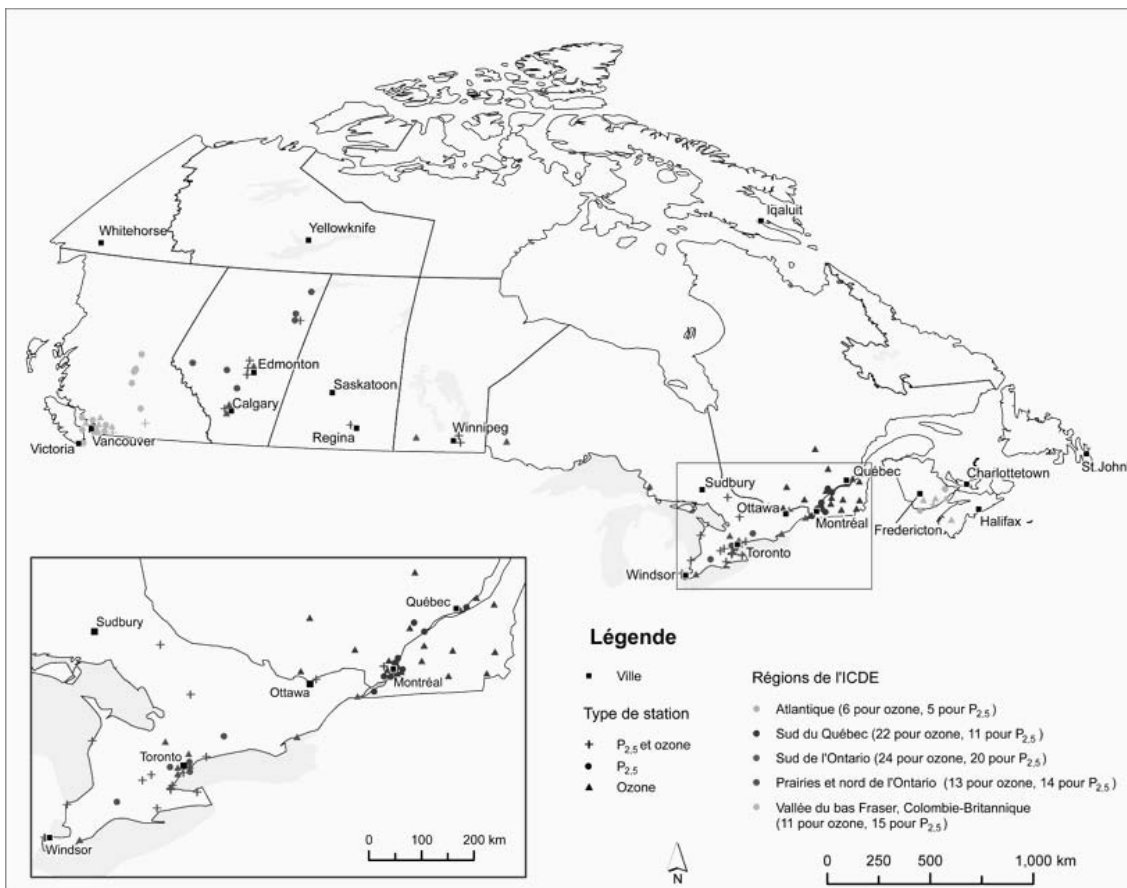 Iqaluit
Whitehorse
Yellowknife
Edmonton
Saskatoon
Calgary
Regina
Winnipeg
Vancouver
Victoria
Sudbury
Québec
Charlottetown
St.John
Ottawa
Montréal
Fredericton
Halifax
Toronto
Windsor
Québec
Sudbury
Montréal
Ottawa
Toronto
Windsor
0 100 200 km
Légende
Ville
Type de station
P2,5 et ozone
P2,5
Ozone
Régions de l'ICDE
Atlantique (6 pour ozone, 5 pour P2,5)
Sud du Québec (22 pour ozone, 11 pour P2,5)
Sud de l'Ontario (24 pour ozone, 20 pour P2,5)
Prairies et nord de l'Ontario (13 pour ozone, 14 pour P2,5)
Vallée du bas Fraser, Colombie-Britannique
(11 pour ozone, 15 pour P2,5)
N
0 250 500 1,000 km